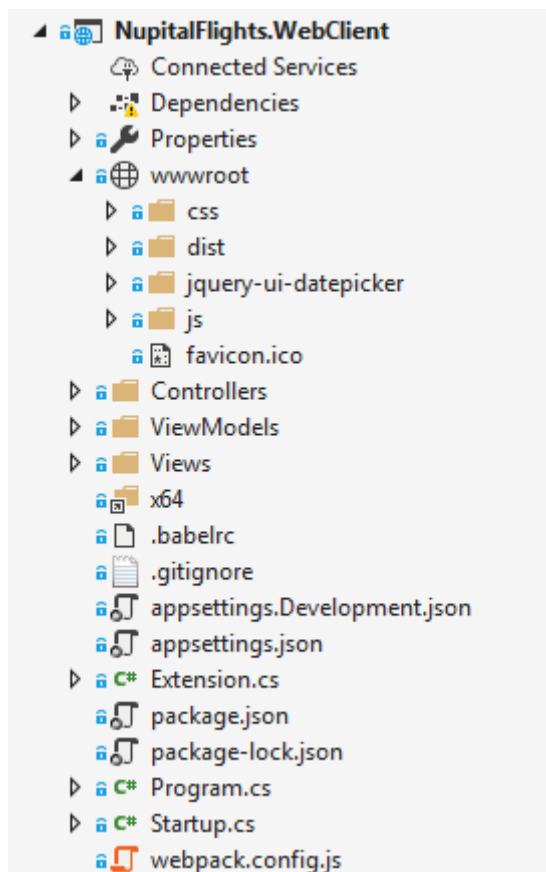 NupitalFlights.WebClient
Connected Services
Dependencies
Properties
wwwroot
css
dist
jquery-ui-datepicker
js
favicon.ico
Controllers
ViewModels
Views
x64
.babelrc
.gitignore
appsettings.Development.json
appsettings.json
C# Extension.cs
package.json
package-lock.json
C# Program.cs
C# Startup.cs
webpack.config.js